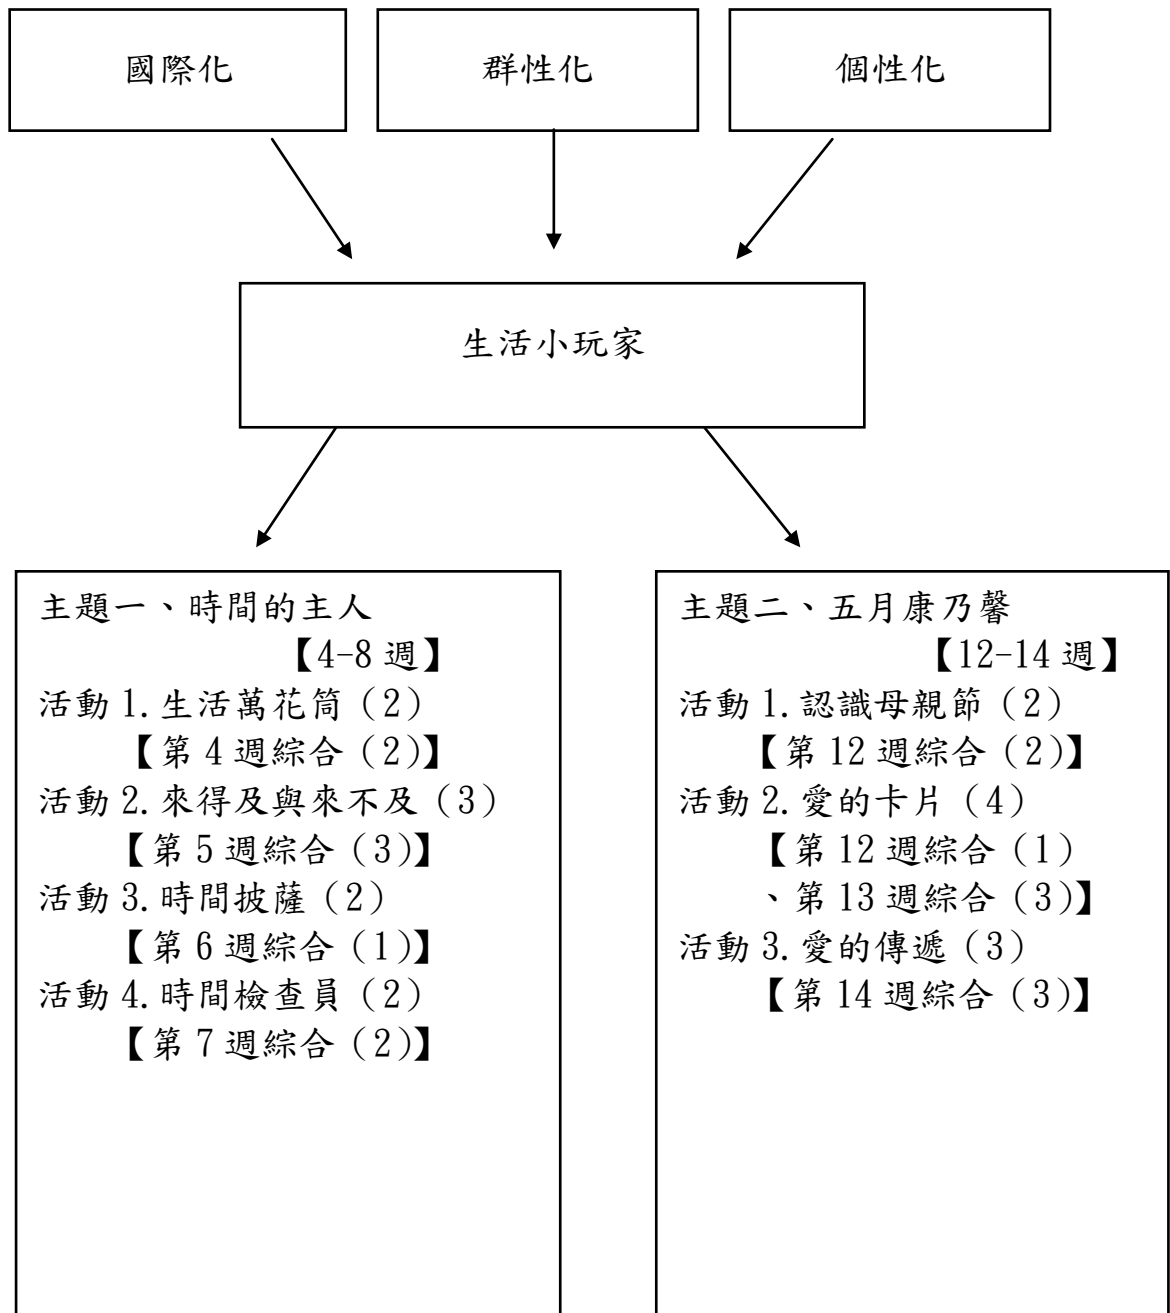 國際化
群性化
個性化
生活小玩家
主題一、時間的主人
【4-8 週】
活動 1.生活萬花筒（2）
【第 4 週綜合（2）】
活動 2.來得及與來不及（3）
【第 5 週綜合（3）】
活動 3.時間披薩（2）
【第 6 週綜合（1）】
活動 4.時間檢查員（2）
【第 7 週綜合（2）】
主題二、五月康乃馨
【12-14 週】
活動 1.認識母親節（2）
【第 12 週綜合（2）】
活動 2.愛的卡片（4）
【第 12 週綜合（1）
、第 13 週綜合（3）】
活動 3.愛的傳遞（3）
【第 14 週綜合（3）】